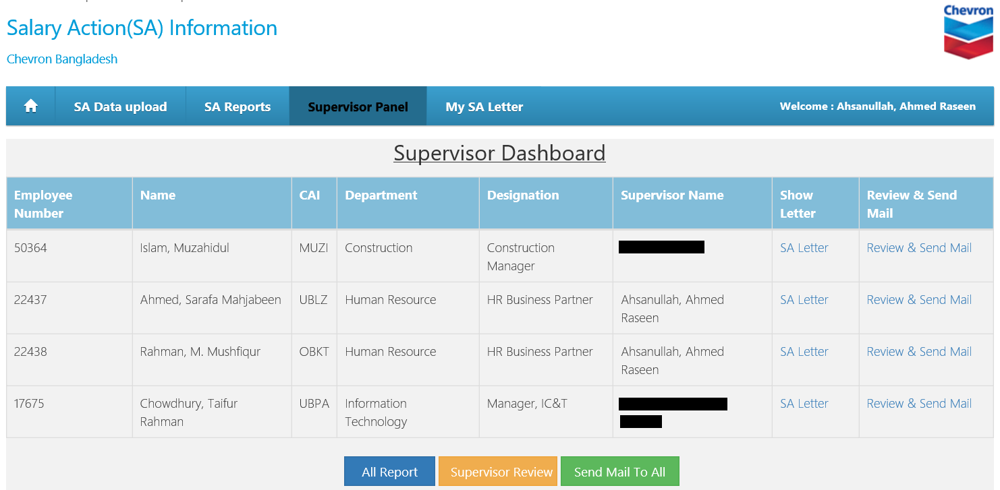 Chevron
Salary Action(SA) Information
Chevron Bangladesh
SA Data upload SA Reports Supervisor Panel My SA Letter Welcome : Ahsanullah, Ahmed Raseen
Supervisor Dashboard
Employee Number Name CAI Department Designation Supervisor Name Show Letter Review & Send Mail
50364 Islam, Muzahidul MUZI Construction Construction Manager SA Letter Review & Send Mail
22437 Ahmed, Sarafa Mahjabeen UBLZ Human Resource HR Business Partner Ahsanullah, Ahmed Raseen SA Letter Review & Send Mail
22438 Rahman, M. Mushfiqur OBKT Human Resource HR Business Partner Ahsanullah, Ahmed Raseen SA Letter Review & Send Mail
17675 Chowdhury, Taifur Rahman UBPA Information Technology Manager, IC&T SA Letter Review & Send Mail
All Report Supervisor Review Send Mail To All